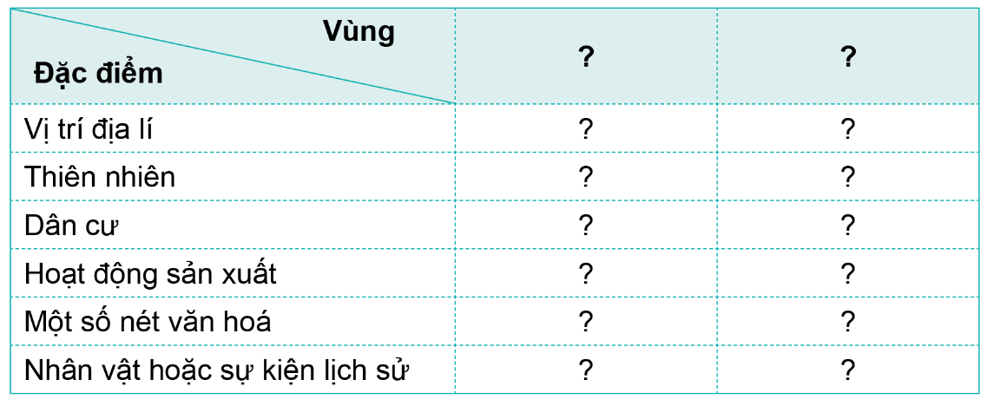 Vùng
Đặc điểm
? ?
Vị trí địa lí ? ?
Thiên nhiên ? ?
Dân cư ? ?
Hoạt động sản xuất ? ?
Một số nét văn hoá ? ?
Nhân vật hoặc sự kiện lịch sử ? ?